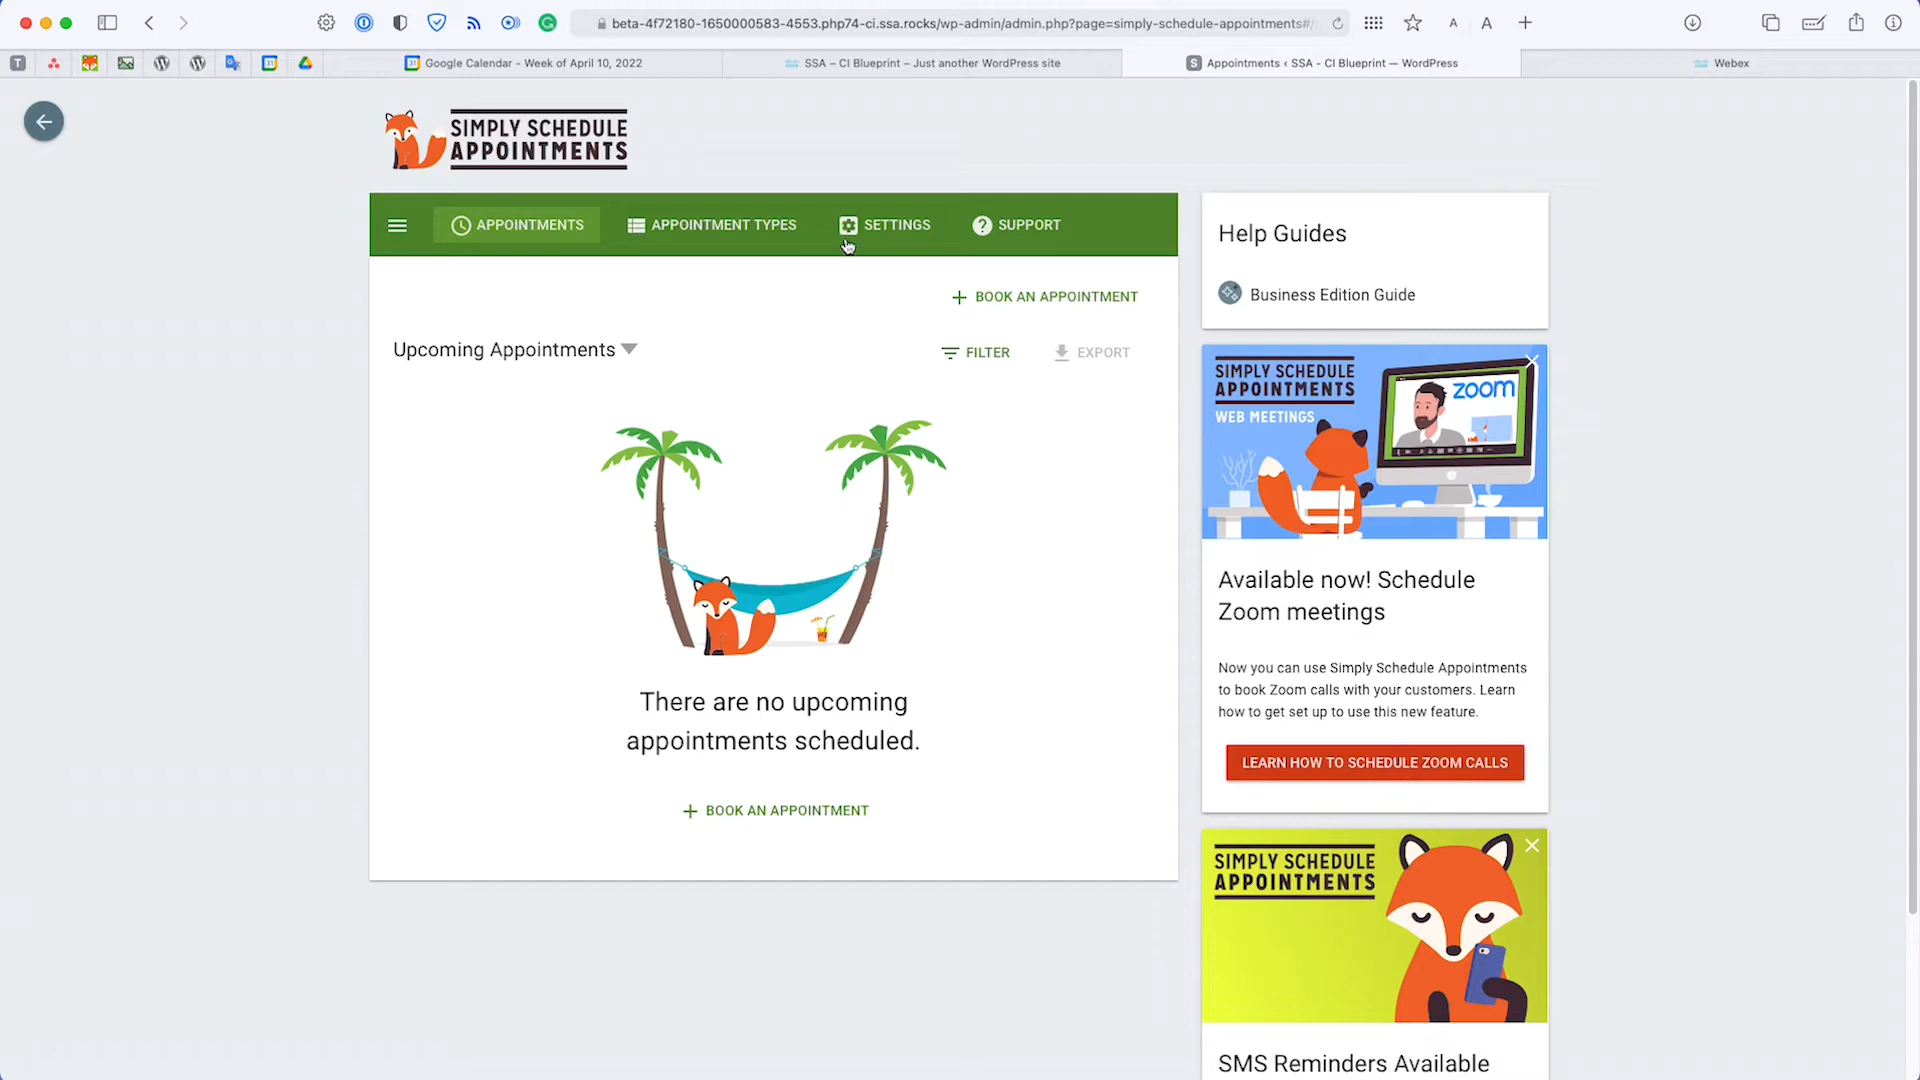 beta-4f72180-1650000583-4553.php74-ci.ssa.rocks/wp-admin/admin.php?page=simply-schedule-appointments#/
A A
T 31 Google Calendar - Week of April 10, 2022 SSA – CI Blueprint – Just another WordPress site S Appointments ‹ SSA - CI Blueprint — WordPress Webex
SIMPLY SCHEDULE
APPOINTMENTS
APPOINTMENTS APPOINTMENT TYPES SETTINGS SUPPORT
BOOK AN APPOINTMENT
Upcoming Appointments FILTER EXPORT
There are no upcoming
appointments scheduled.
BOOK AN APPOINTMENT
Help Guides
Business Edition Guide
SIMPLY SCHEDULE
APPOINTMENTS
WEB MEETINGS
zoom
Available now! Schedule
Zoom meetings
Now you can use Simply Schedule Appointments
to book Zoom calls with your customers. Learn
how to get set up to use this new feature.
LEARN HOW TO SCHEDULE ZOOM CALLS
SIMPLY SCHEDULE
APPOINTMENTS
SMS Reminders Available